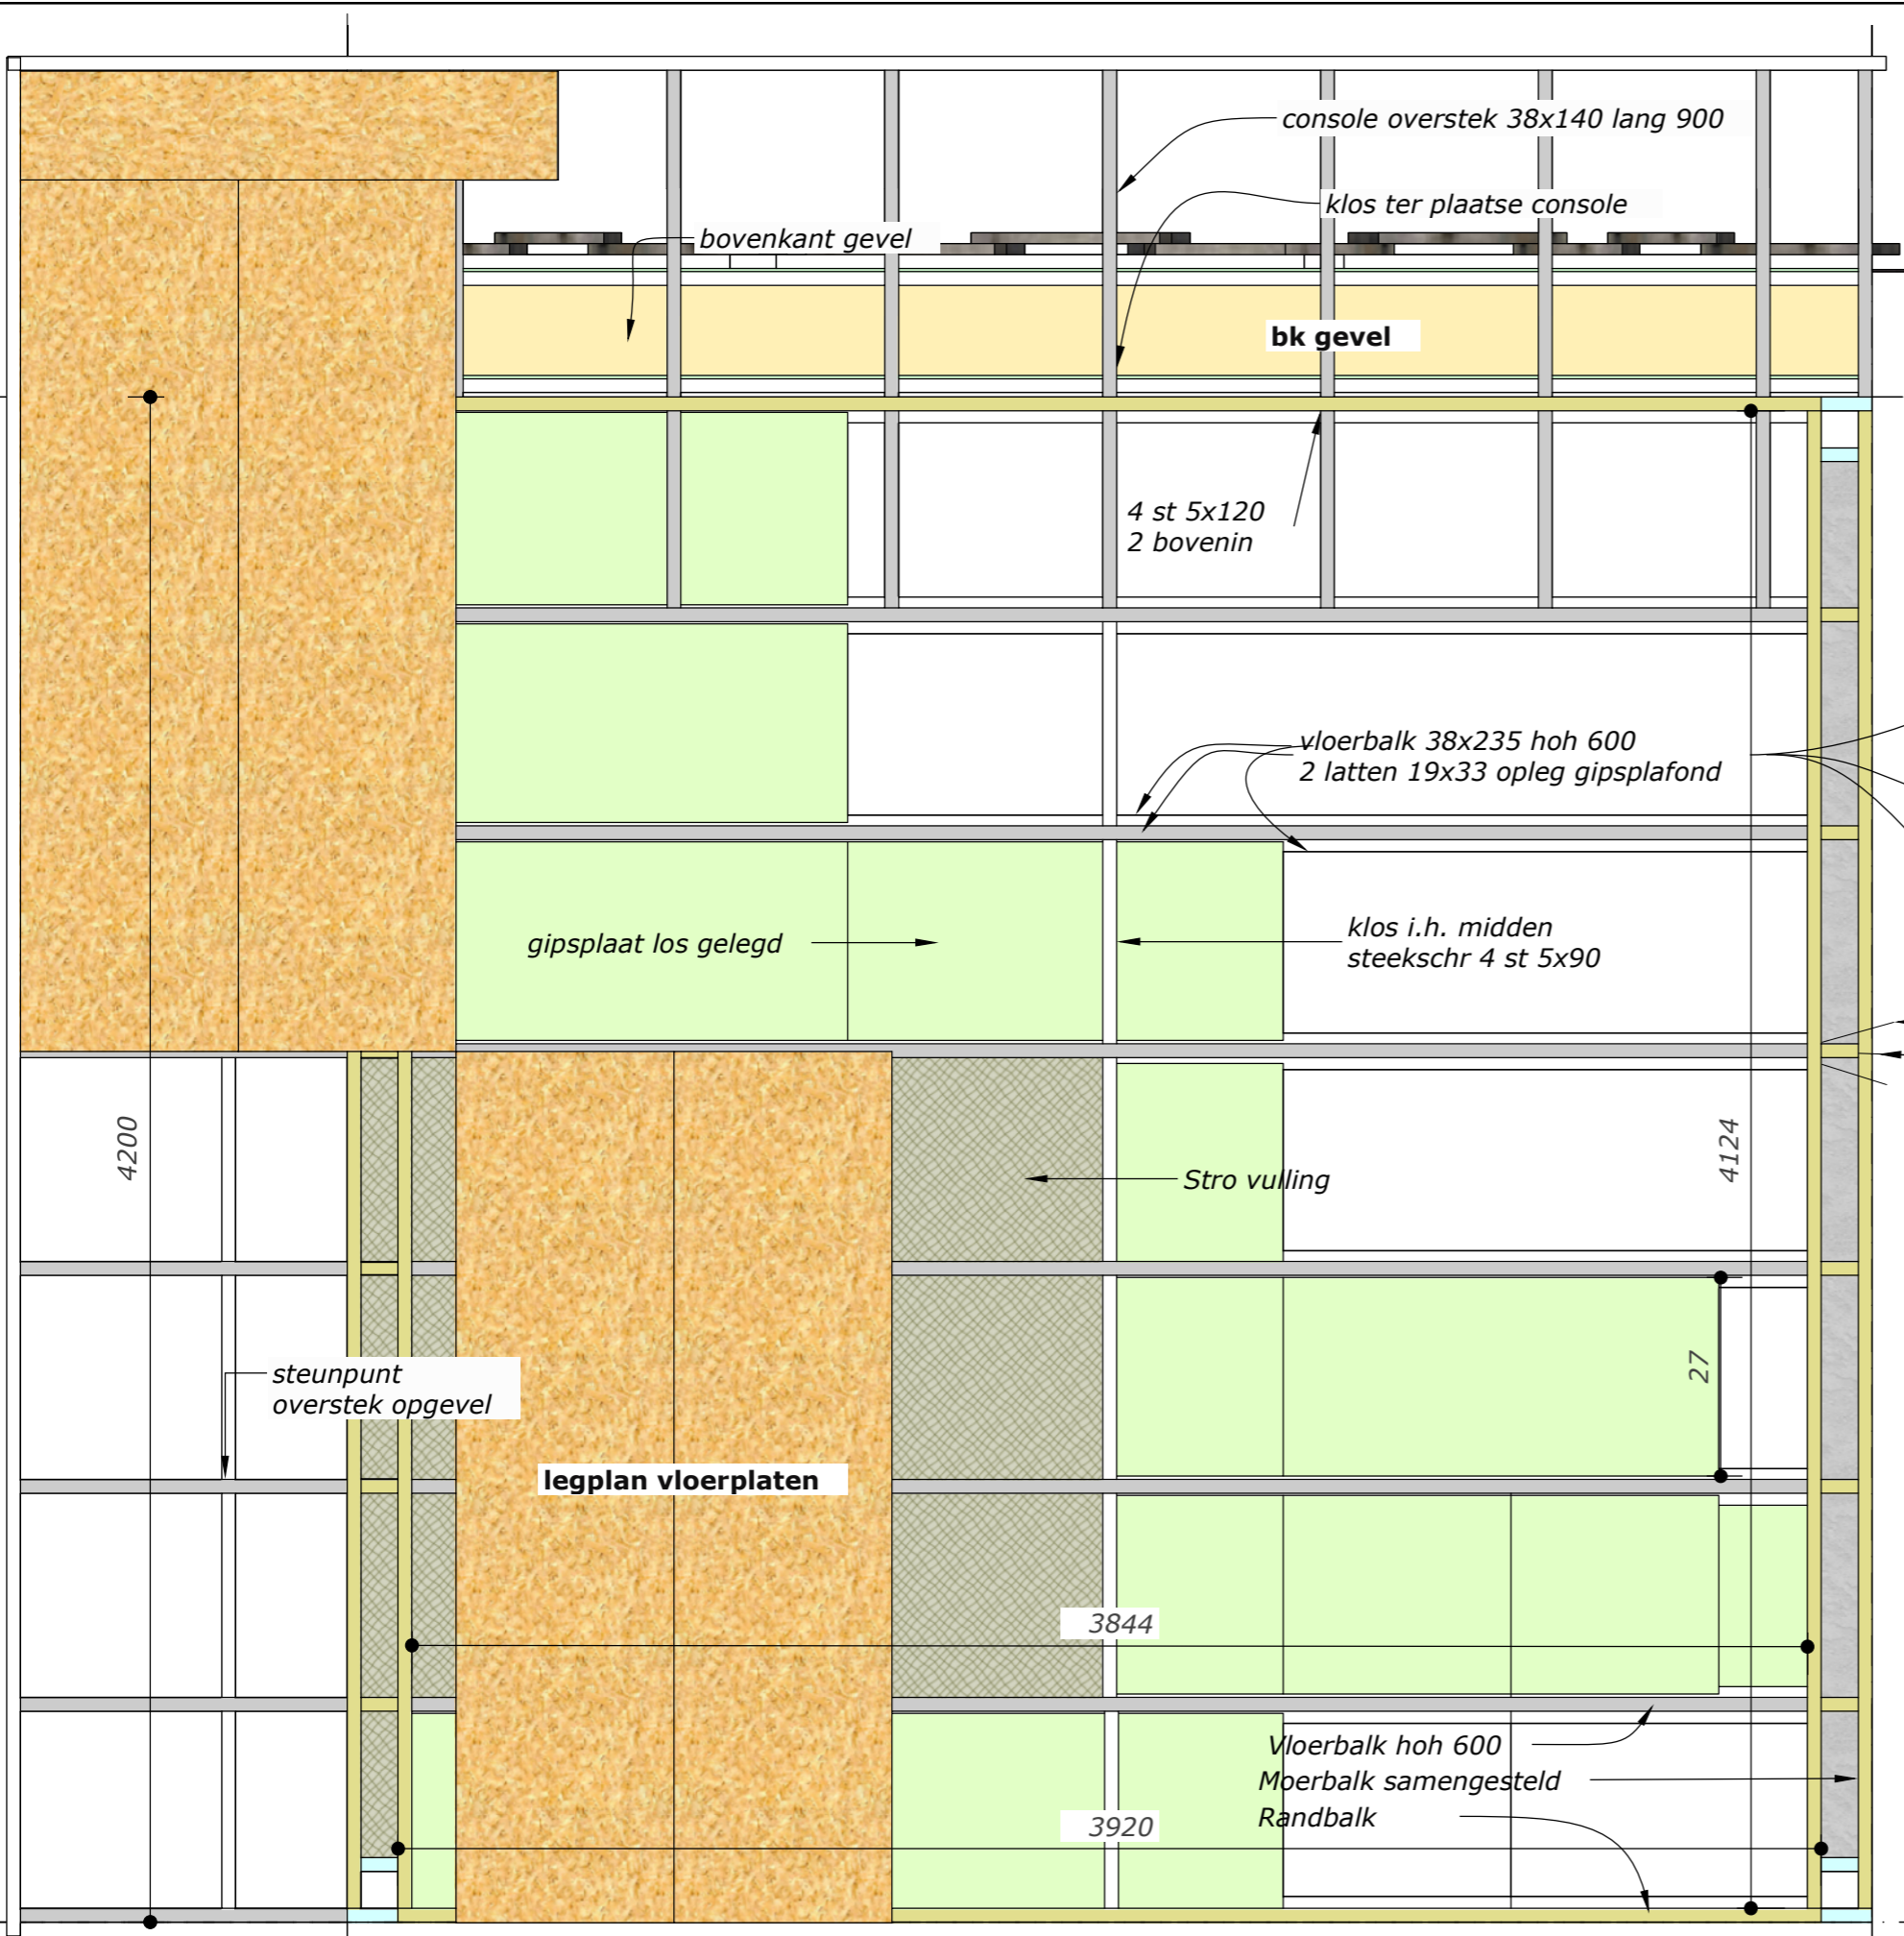 console overstek 38x140 lang 900
klos ter plaatse console
bovenkant gevel
bk gevel
4 st 5x120
2 bovenin
vloerbalk 38x235 hoh 600
2 latten 19x33 opleg gipsplafond
gipsplaat los gelegd
klos i.h. midden
steekschr 4 st 5x90
4200
4124
Stro vulling
27
steunpunt
overstek opgevel
legplan vloerplaten
3844
Vloerbalk hoh 600
Moerbalk samengesteld
Randbalk
3920